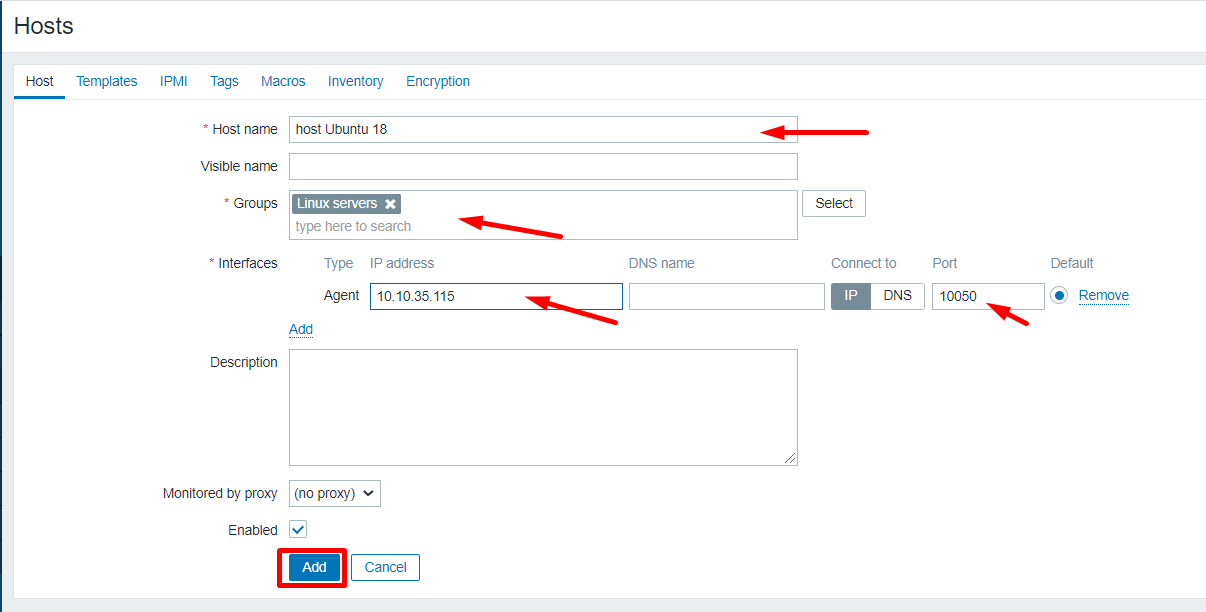 Hosts
Host Templates IPMI Tags Macros Inventory Encryption
* Host name host Ubuntu 18
Visible name
* Groups Linux servers Select
type here to search
* Interfaces Type IP address DNS name Connect to Port Default
Agent 10.10.35.115 IP DNS 10050 Remove
Add
Description
Monitored by proxy (no proxy)
Enabled
Add Cancel